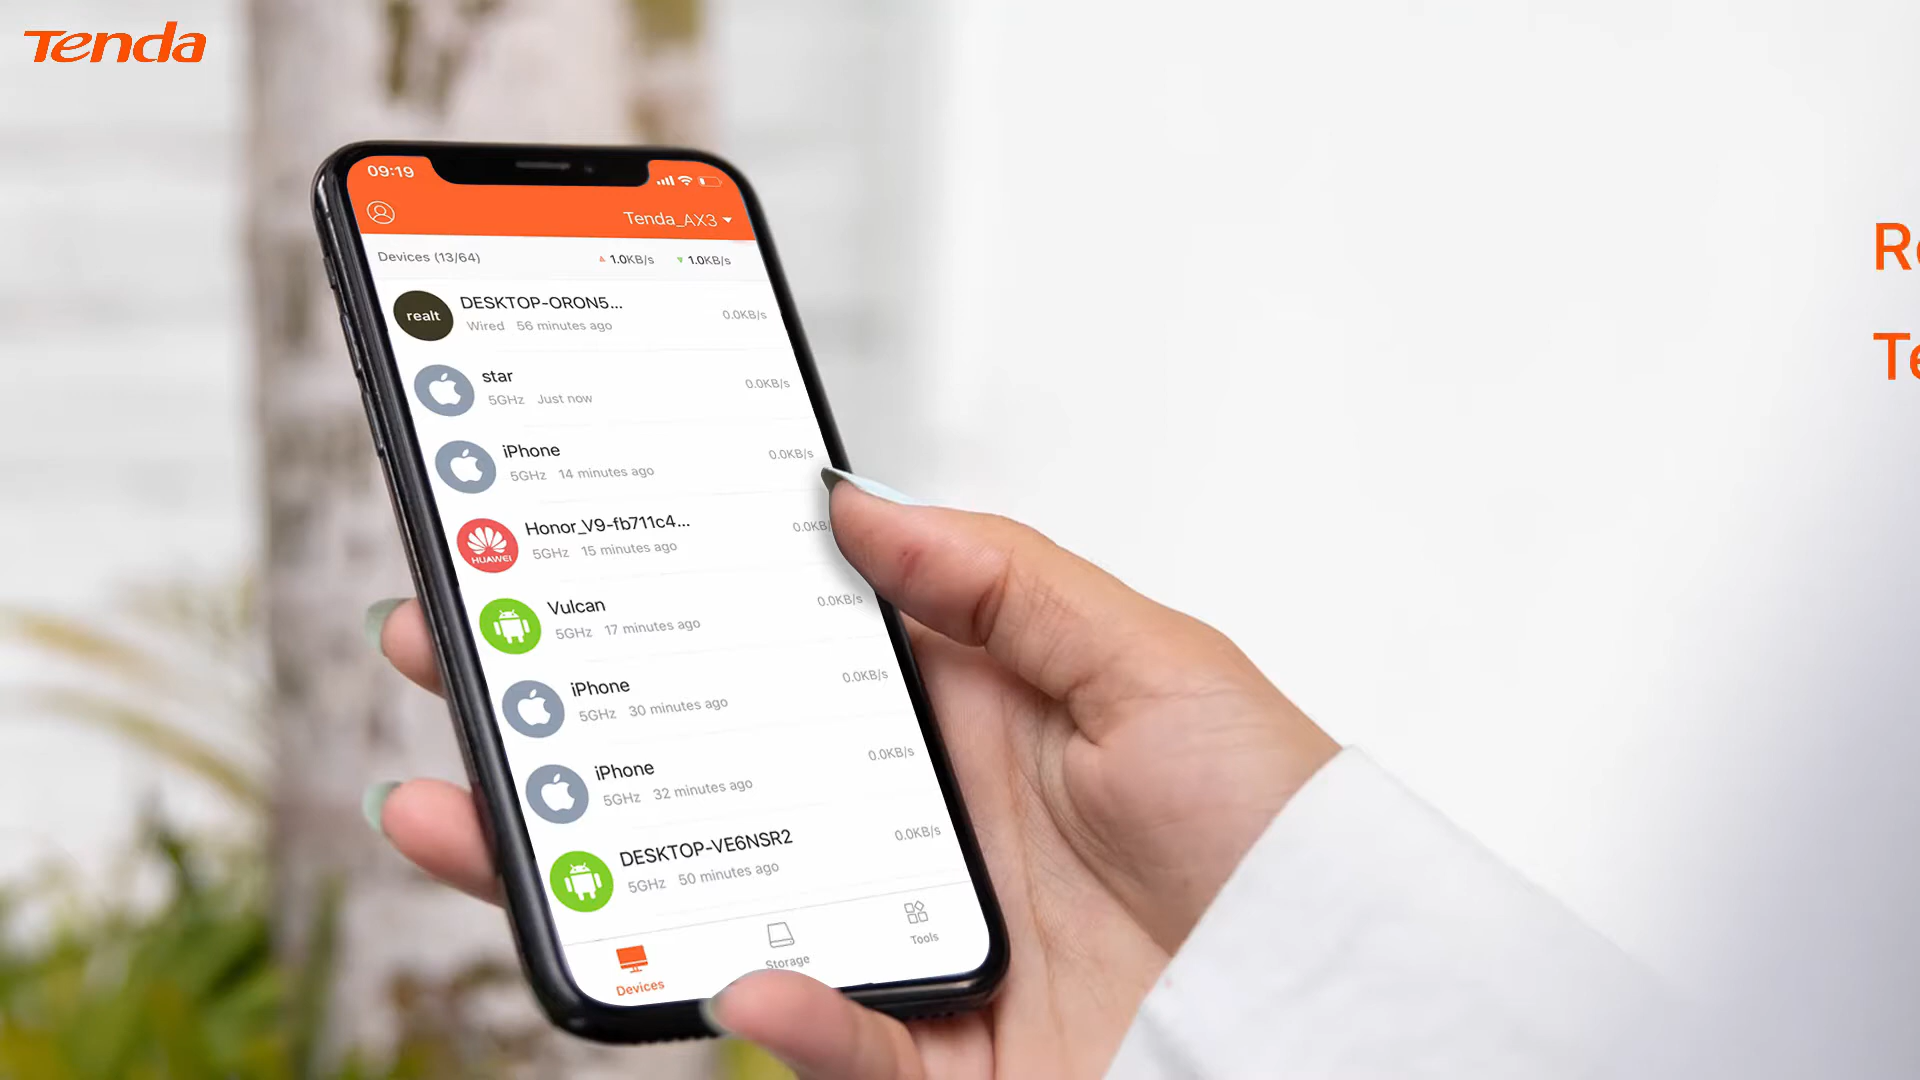 Tenda
09:19
Tenda_AX3
Devices (13/64) 1.0KB/s 1.0KB/s
realt
DESKTOP-ORON5... 0.0KB/s
Wired 56 minutes ago
star 0.0KB/s
5GHz Just now
iPhone 0.0KB/s
5GHz 14 minutes ago
Honor_V9-fb711c4... 0.0KB/
HUAWEI
5GHz 15 minutes ago
Vulcan 0.0KB/s
5GHz 17 minutes ago
iPhone 0.0KB/s
5GHz 30 minutes ago
iPhone 0.0KB/s
5GHz 32 minutes ago
DESKTOP-VE6NSR2 0.0KB/s
5GHz 50 minutes ago
Devices Storage Tools